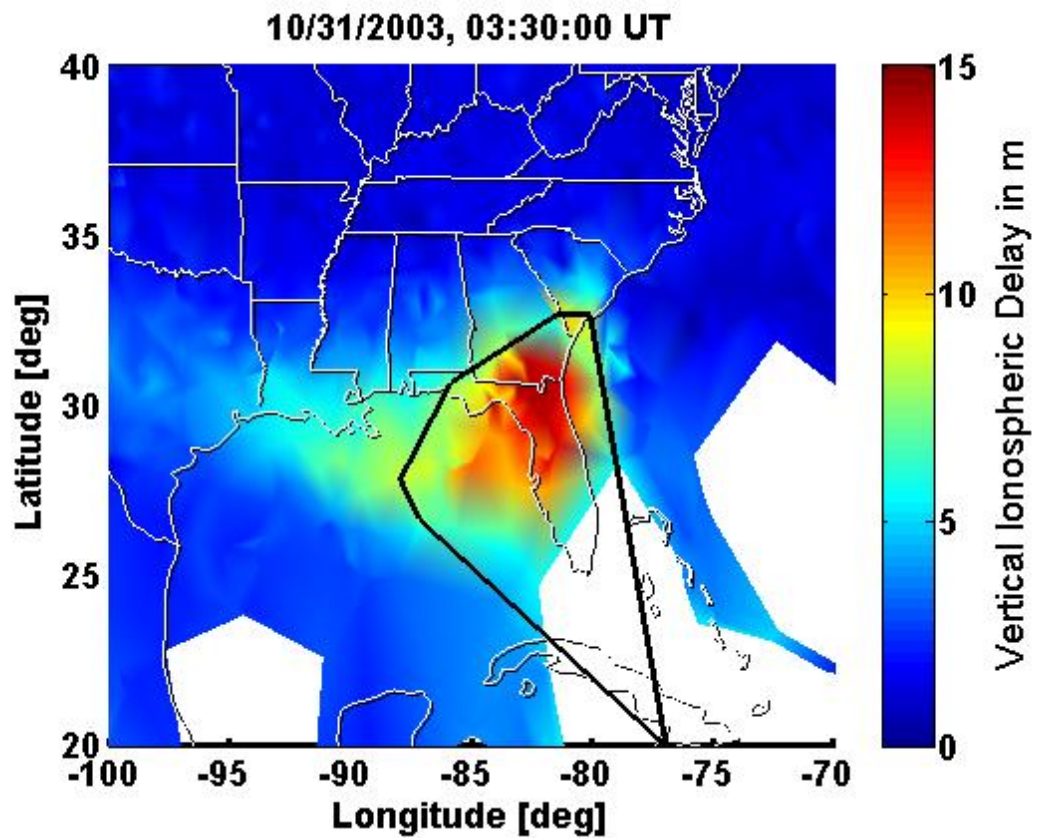 10/31/2003, 03:30:00 UT
40
35
30
25
20
Latitude [deg]
-100 -95 -90 -85 -80 -75 -70
Longitude [deg]
15
10
5
0
Vertical Ionospheric Delay in m